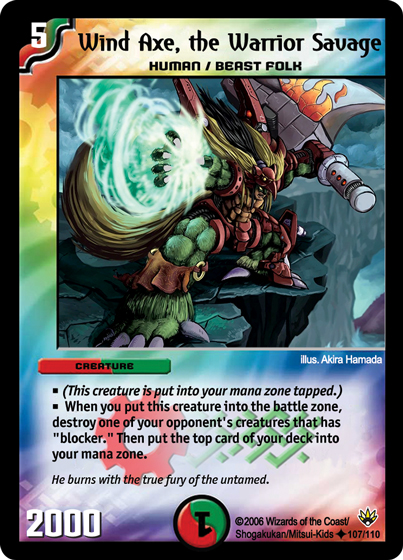 5
Wind Axe, the Warrior Savage
HUMAN / BEAST FOLK
illus. Akira Hamada
CREATURE
▪ (This creature is put into your mana zone tapped.)
▪ When you put this creature into the battle zone,
destroy one of your opponent's creatures that has
"blocker." Then put the top card of your deck into
your mana zone.
He burns with the true fury of the untamed.
2000
1
©2006 Wizards of the Coast/
Shogakukan/Mitsui-Kids ◆ 107/110